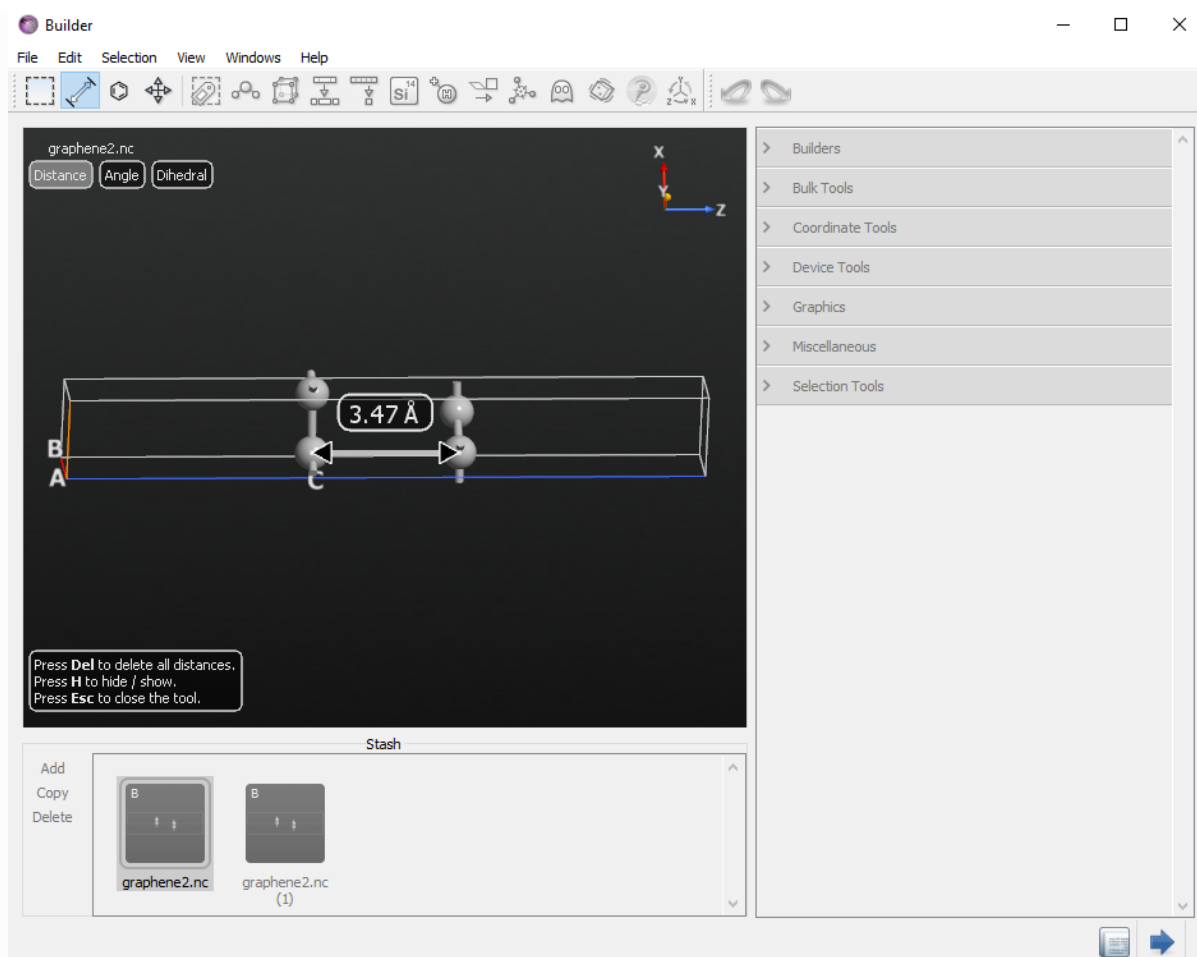 Builder
File Edit Selection View Windows Help
Si 14
H
z x
graphene2.nc
Distance Angle Dihedral
X
Y
Z
3.47 Å
B
A
C
Press Del to delete all distances.
Press H to hide / show.
Press Esc to close the tool.
Builders
Bulk Tools
Coordinate Tools
Device Tools
Graphics
Miscellaneous
Selection Tools
Stash
Add
Copy
Delete
B
graphene2.nc
B
graphene2.nc
(1)